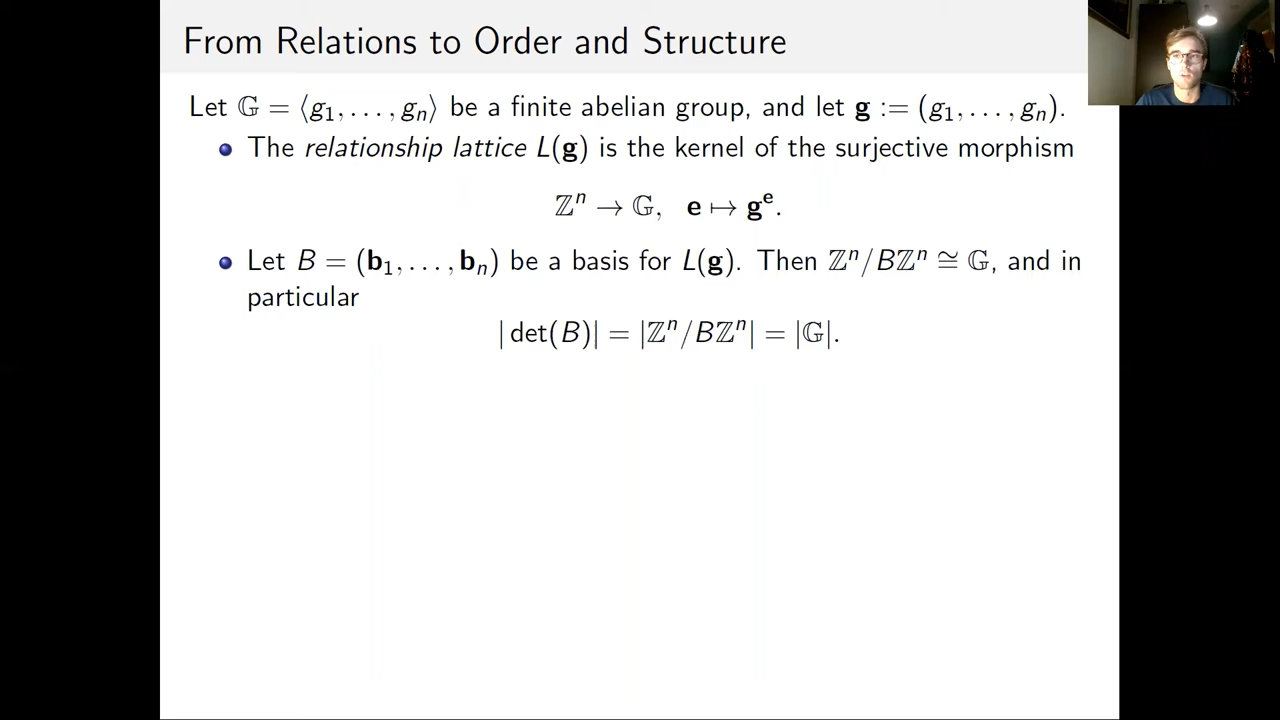 From Relations to Order and Structure
Let 𝔾 = ⟨g₁, . . . , gₙ⟩ be a finite abelian group, and let 𝐠 := (g₁, . . . , gₙ).
The relationship lattice L(𝐠) is the kernel of the surjective morphism
ℤⁿ → 𝔾, 𝐞 ↦ 𝐠ᵉ.
Let B = (𝐛₁, . . . , 𝐛ₙ) be a basis for L(𝐠). Then ℤⁿ/Bℤⁿ ≅ 𝔾, and in
particular
| det(B)| = |ℤⁿ/Bℤⁿ| = |𝔾|.